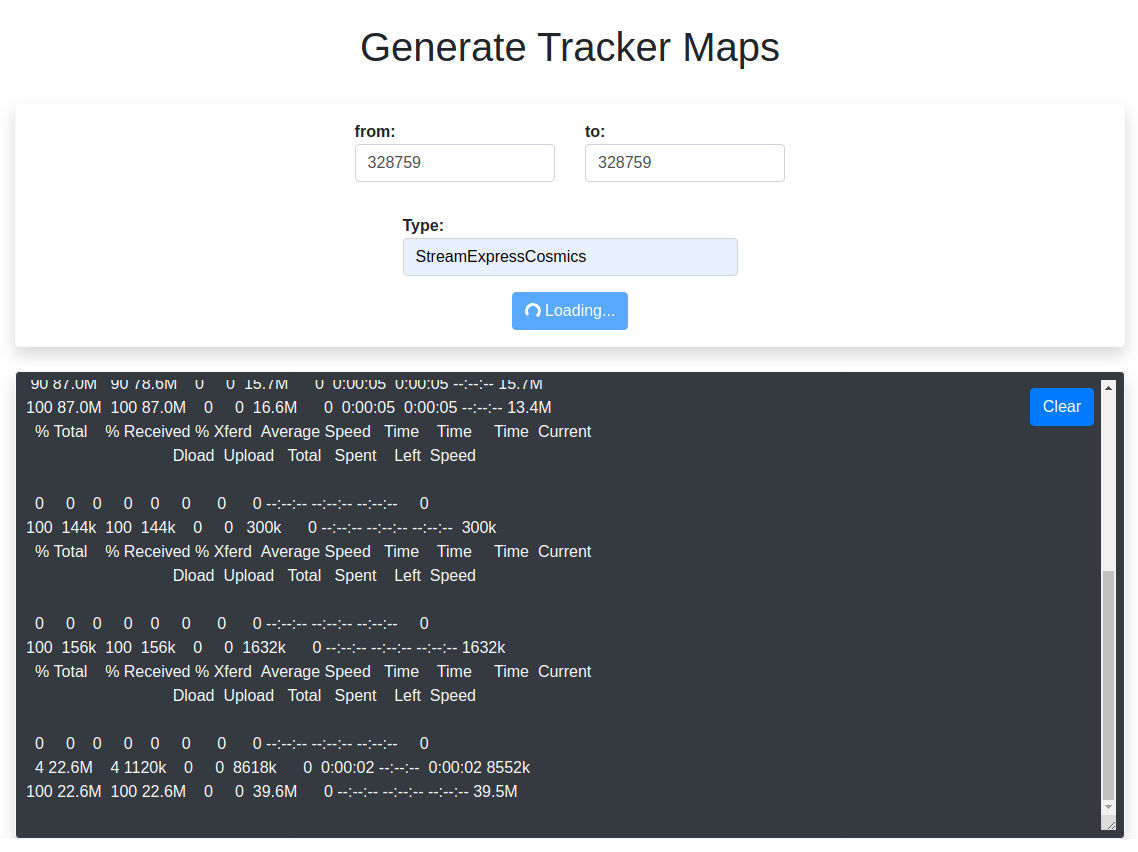 Generate Tracker Maps
from:
to:
328759
328759
Type:
StreamExpressCosmics
Loading...
Clear
90 87.0M 90 78.6M 0 0 15.7M 0 0:00:05 0:00:05 --:--:-- 15.7M
100 87.0M 100 87.0M 0 0 16.6M 0 0:00:05 0:00:05 --:--:-- 13.4M
% Total % Received % Xferd Average Speed Time Time Time Current
Dload Upload Total Spent Left Speed
0 0 0 0 0 0 0 0 --:--:-- --:--:-- --:--:-- 0
100 144k 100 144k 0 0 300k 0 --:--:-- --:--:-- --:--:-- 300k
% Total % Received % Xferd Average Speed Time Time Time Current
Dload Upload Total Spent Left Speed
0 0 0 0 0 0 0 0 --:--:-- --:--:-- --:--:-- 0
100 156k 100 156k 0 0 1632k 0 --:--:-- --:--:-- --:--:-- 1632k
% Total % Received % Xferd Average Speed Time Time Time Current
Dload Upload Total Spent Left Speed
0 0 0 0 0 0 0 0 --:--:-- --:--:-- --:--:-- 0
4 22.6M 4 1120k 0 0 8618k 0 0:00:02 --:--:-- 0:00:02 8552k
100 22.6M 100 22.6M 0 0 39.6M 0 --:--:-- --:--:-- --:--:-- 39.5M